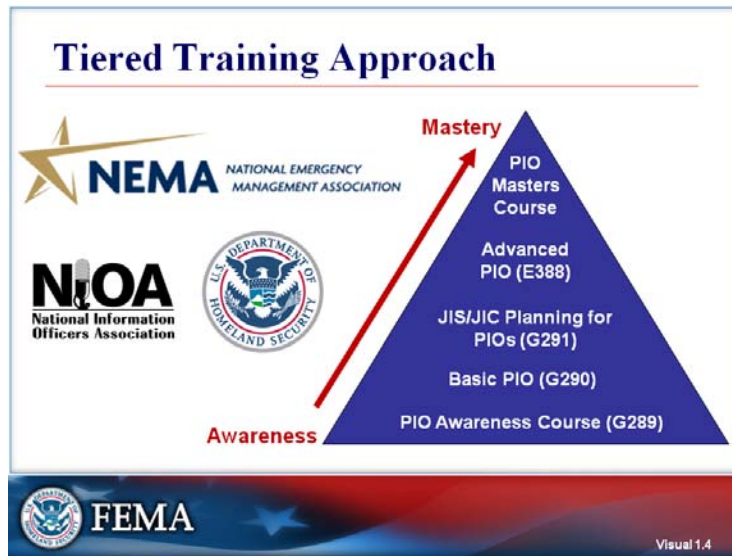 Tiered Training Approach
NEMA
NATIONAL EMERGENCY
MANAGEMENT ASSOCIATION
NIOA
National Information
Officers Association
U.S. DEPARTMENT OF
HOMELAND SECURITY
Mastery
Awareness
PIO
Masters
Course
Advanced
PIO (E388)
JIS/JIC Planning for
PIOs (G291)
Basic PIO (G290)
PIO Awareness Course (G289)
FEMA
Visual 1.4